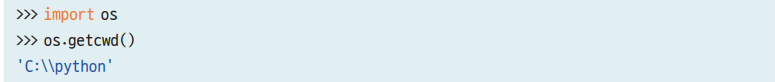 >>> import os
>>> os.getcwd()
'C:\\python'